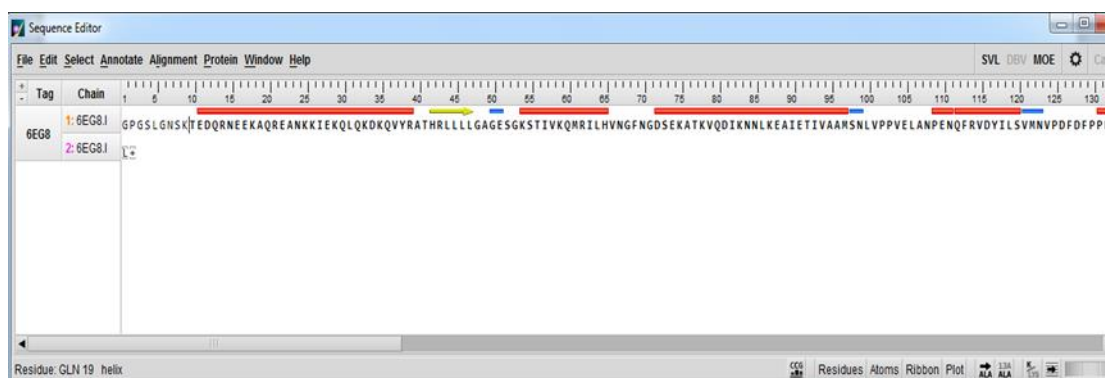 Sequence Editor
File Edit Select Annotate Alignment Protein Window Help
SVL DBV MOE
Tag Chain 1 5 10 15 20 25 30 35 40 45 50 55 60 65 70 75 80 85 90 95 100 105 110 115 120 125 130
6EG8 1: 6EG8.I GPGSLGNSKTEDQRNEEKAQREANKKIEKQLQKDKQVYRATHRLLLLGAGESGKSTIVKQMRILHVNGFNGDSEKATKVQDIKNNLKEAIETIVAAMSNLVPPVELANPENQFRVDYILSVMNVPDFDFPP
2: 6EG8.I
Residue: GLN 19 helix
Residues Atoms Ribbon Plot